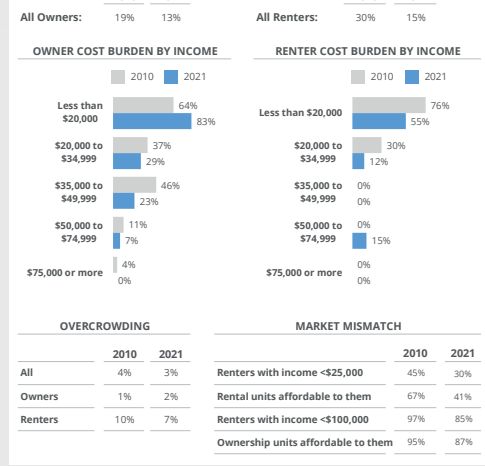 All Owners: 19% 13%
All Renters: 30% 15%
OWNER COST BURDEN BY INCOME
2010 2021
Less than $20,000 64% 83%
$20,000 to $34,999 37% 29%
$35,000 to $49,999 46% 23%
$50,000 to $74,999 11% 7%
$75,000 or more 4% 0%
RENTER COST BURDEN BY INCOME
2010 2021
Less than $20,000 76% 55%
$20,000 to $34,999 30% 12%
$35,000 to $49,999 0% 0%
$50,000 to $74,999 0% 15%
$75,000 or more 0% 0%
OVERCROWDING
2010 2021
All 4% 3%
Owners 1% 2%
Renters 10% 7%
MARKET MISMATCH
2010 2021
Renters with income <$25,000 45% 30%
Rental units affordable to them 67% 41%
Renters with income <$100,000 97% 85%
Ownership units affordable to them 95% 87%